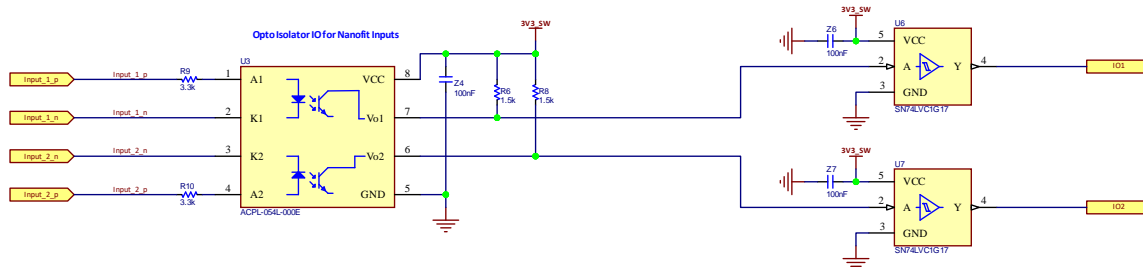 Opto Isolator IO for Nanofit Inputs
3V3_SW
U3
Input_1_p
Input_1_p
R9
3.3k
1
A1
VCC
8
Z4
100nF
R6
1.5k
R8
1.5k
Input_1_n
Input_1_n
2
K1
Vo1
7
Input_2_n
Input_2_n
3
K2
Vo2
6
Input_2_p
Input_2_p
R10
3.3k
4
A2
GND
5
ACPL-054L-000E
3V3_SW
Z6
100nF
U6
5
VCC
2
A
Y
4
IO1
3
GND
SN74LVC1G17
3V3_SW
Z7
100nF
U7
5
VCC
2
A
Y
4
IO2
3
GND
SN74LVC1G17